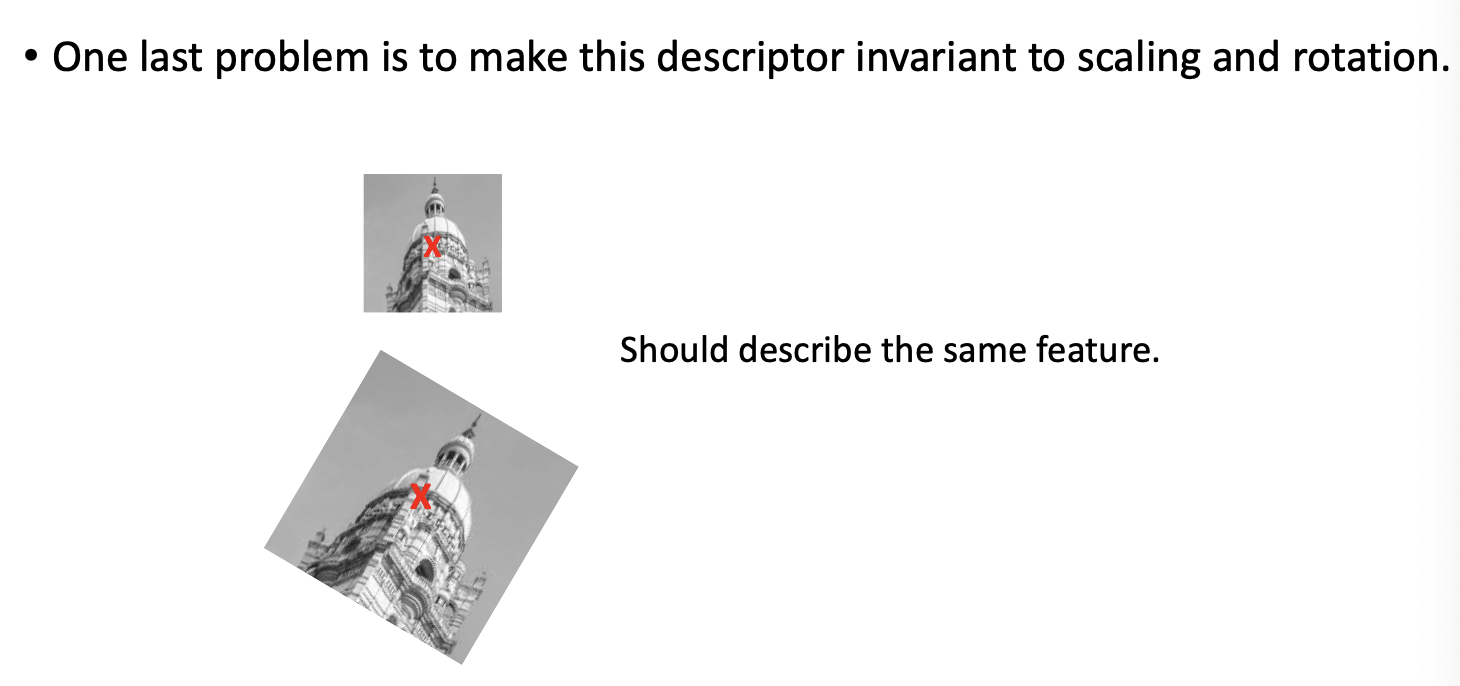 • One last problem is to make this descriptor invariant to scaling and rotation.
X
Should describe the same feature.
X